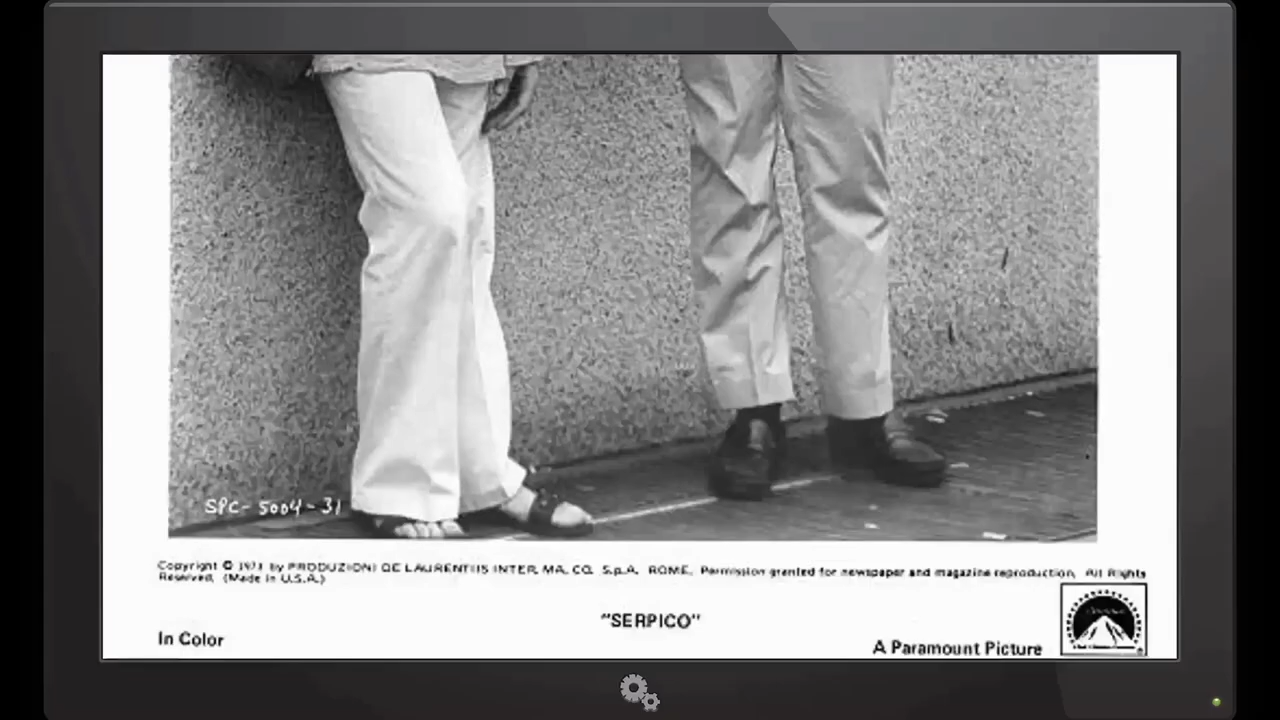 SPC-5004-31
Copyright © 1973 by PRODUZIONI DE LAURENTIIS INTER. MA. CO. S.p.A. ROME. Permission granted for newspaper and magazine reproduction. All Rights
Reserved. (Made in U.S.A.)
"SERPICO"
In Color
A Paramount Picture